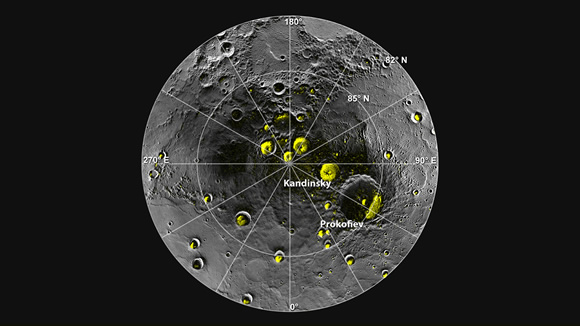 180°
82° N
85° N
270° E
90° E
Kandinsky
Prokofiev
0°